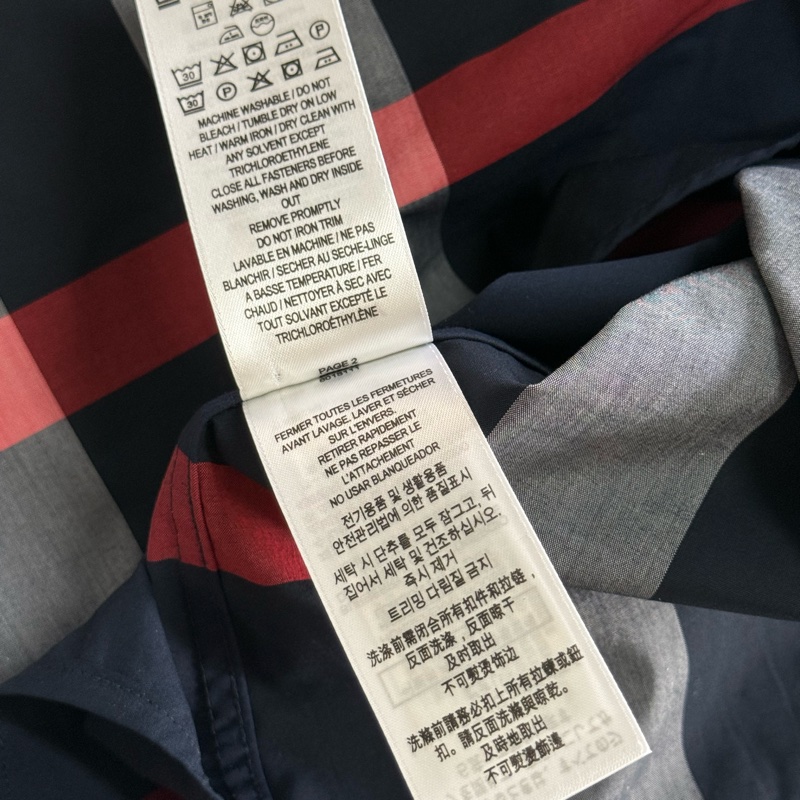 30 P
30 P
MACHINE WASHABLE / DO NOT
BLEACH / TUMBLE DRY ON LOW
HEAT / WARM IRON / DRY CLEAN WITH
ANY SOLVENT EXCEPT
TRICHLOROETHYLENE
CLOSE ALL FASTENERS BEFORE
WASHING, WASH AND DRY INSIDE
OUT
REMOVE PROMPTLY
DO NOT IRON TRIM
LAVABLE EN MACHINE / NE PAS
BLANCHIR / SECHER AU SECHE-LINGE
A BASSE TEMPERATURE / FER
CHAUD / NETTOYER À SEC AVEC
TOUT SOLVANT EXCEPTÉ LE
TRICHLOROÉTHYLÈNE
PAGE 2
FERMER TOUTES LES FERMETURES
AVANT LAVAGE. LAVER ET SÉCHER
SUR L'ENVERS.
RETIRER RAPIDEMENT
NE PAS REPASSER LE
L'ATTACHEMENT
NO USAR BLANQUEADOR
전기용품 및 생활용품
안전관리법에 의한 품질표시
세탁 시 단추를 모두 잠그고, 뒤
집어서 세탁 및 건조하십시오.
즉시 제거
트리밍 다림질 금지
洗涤前需闭合所有扣件和拉链，
反面洗涤，反面晾干
及时取出
不可熨烫饰边
洗滌前請務必扣上所有拉鍊或鈕
扣。請反面洗滌與晾乾。
及時地取出
不可熨燙飾邊